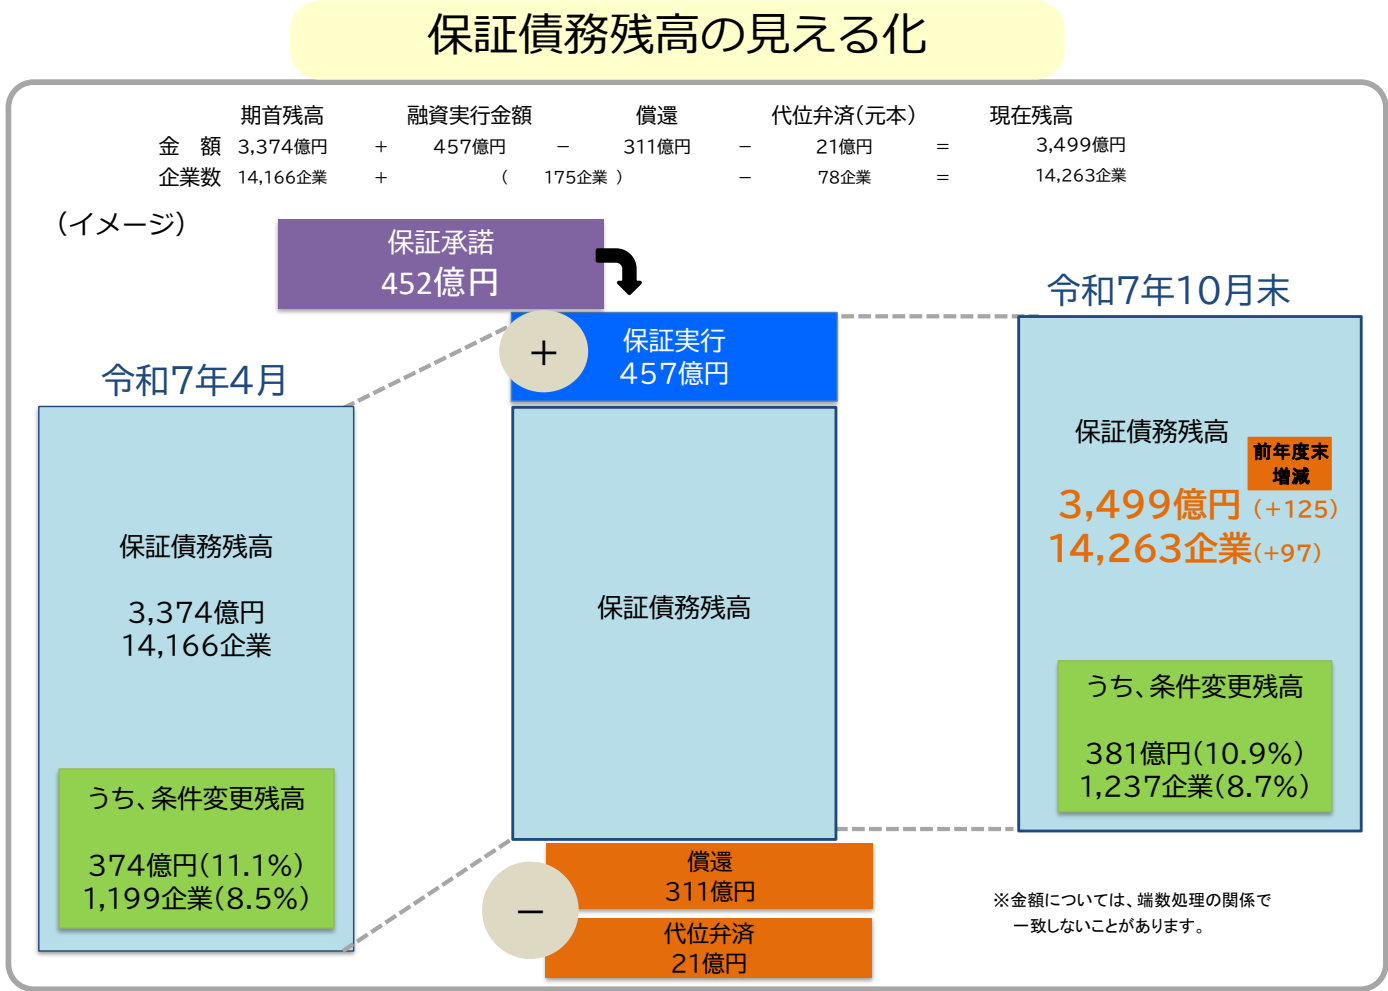 保証債務残高の見える化
期首残高 融資実行金額 償還 代位弁済(元本) 現在残高
金 額 3,374億円 + 457億円 − 311億円 − 21億円 = 3,499億円
企業数 14,166企業 + ( 175企業 ) − 78企業 = 14,263企業
(イメージ)
保証承諾
452億円
令和7年4月
保証債務残高
3,374億円
14,166企業
うち、条件変更残高
374億円(11.1%)
1,199企業(8.5%)
+
保証実行
457億円
保証債務残高
−
償還
311億円
代位弁済
21億円
令和7年10月末
保証債務残高
前年度末
増減
3,499億円 (+125)
14,263企業(+97)
うち、条件変更残高
381億円(10.9%)
1,237企業(8.7%)
※金額については、端数処理の関係で
一致しないことがあります。